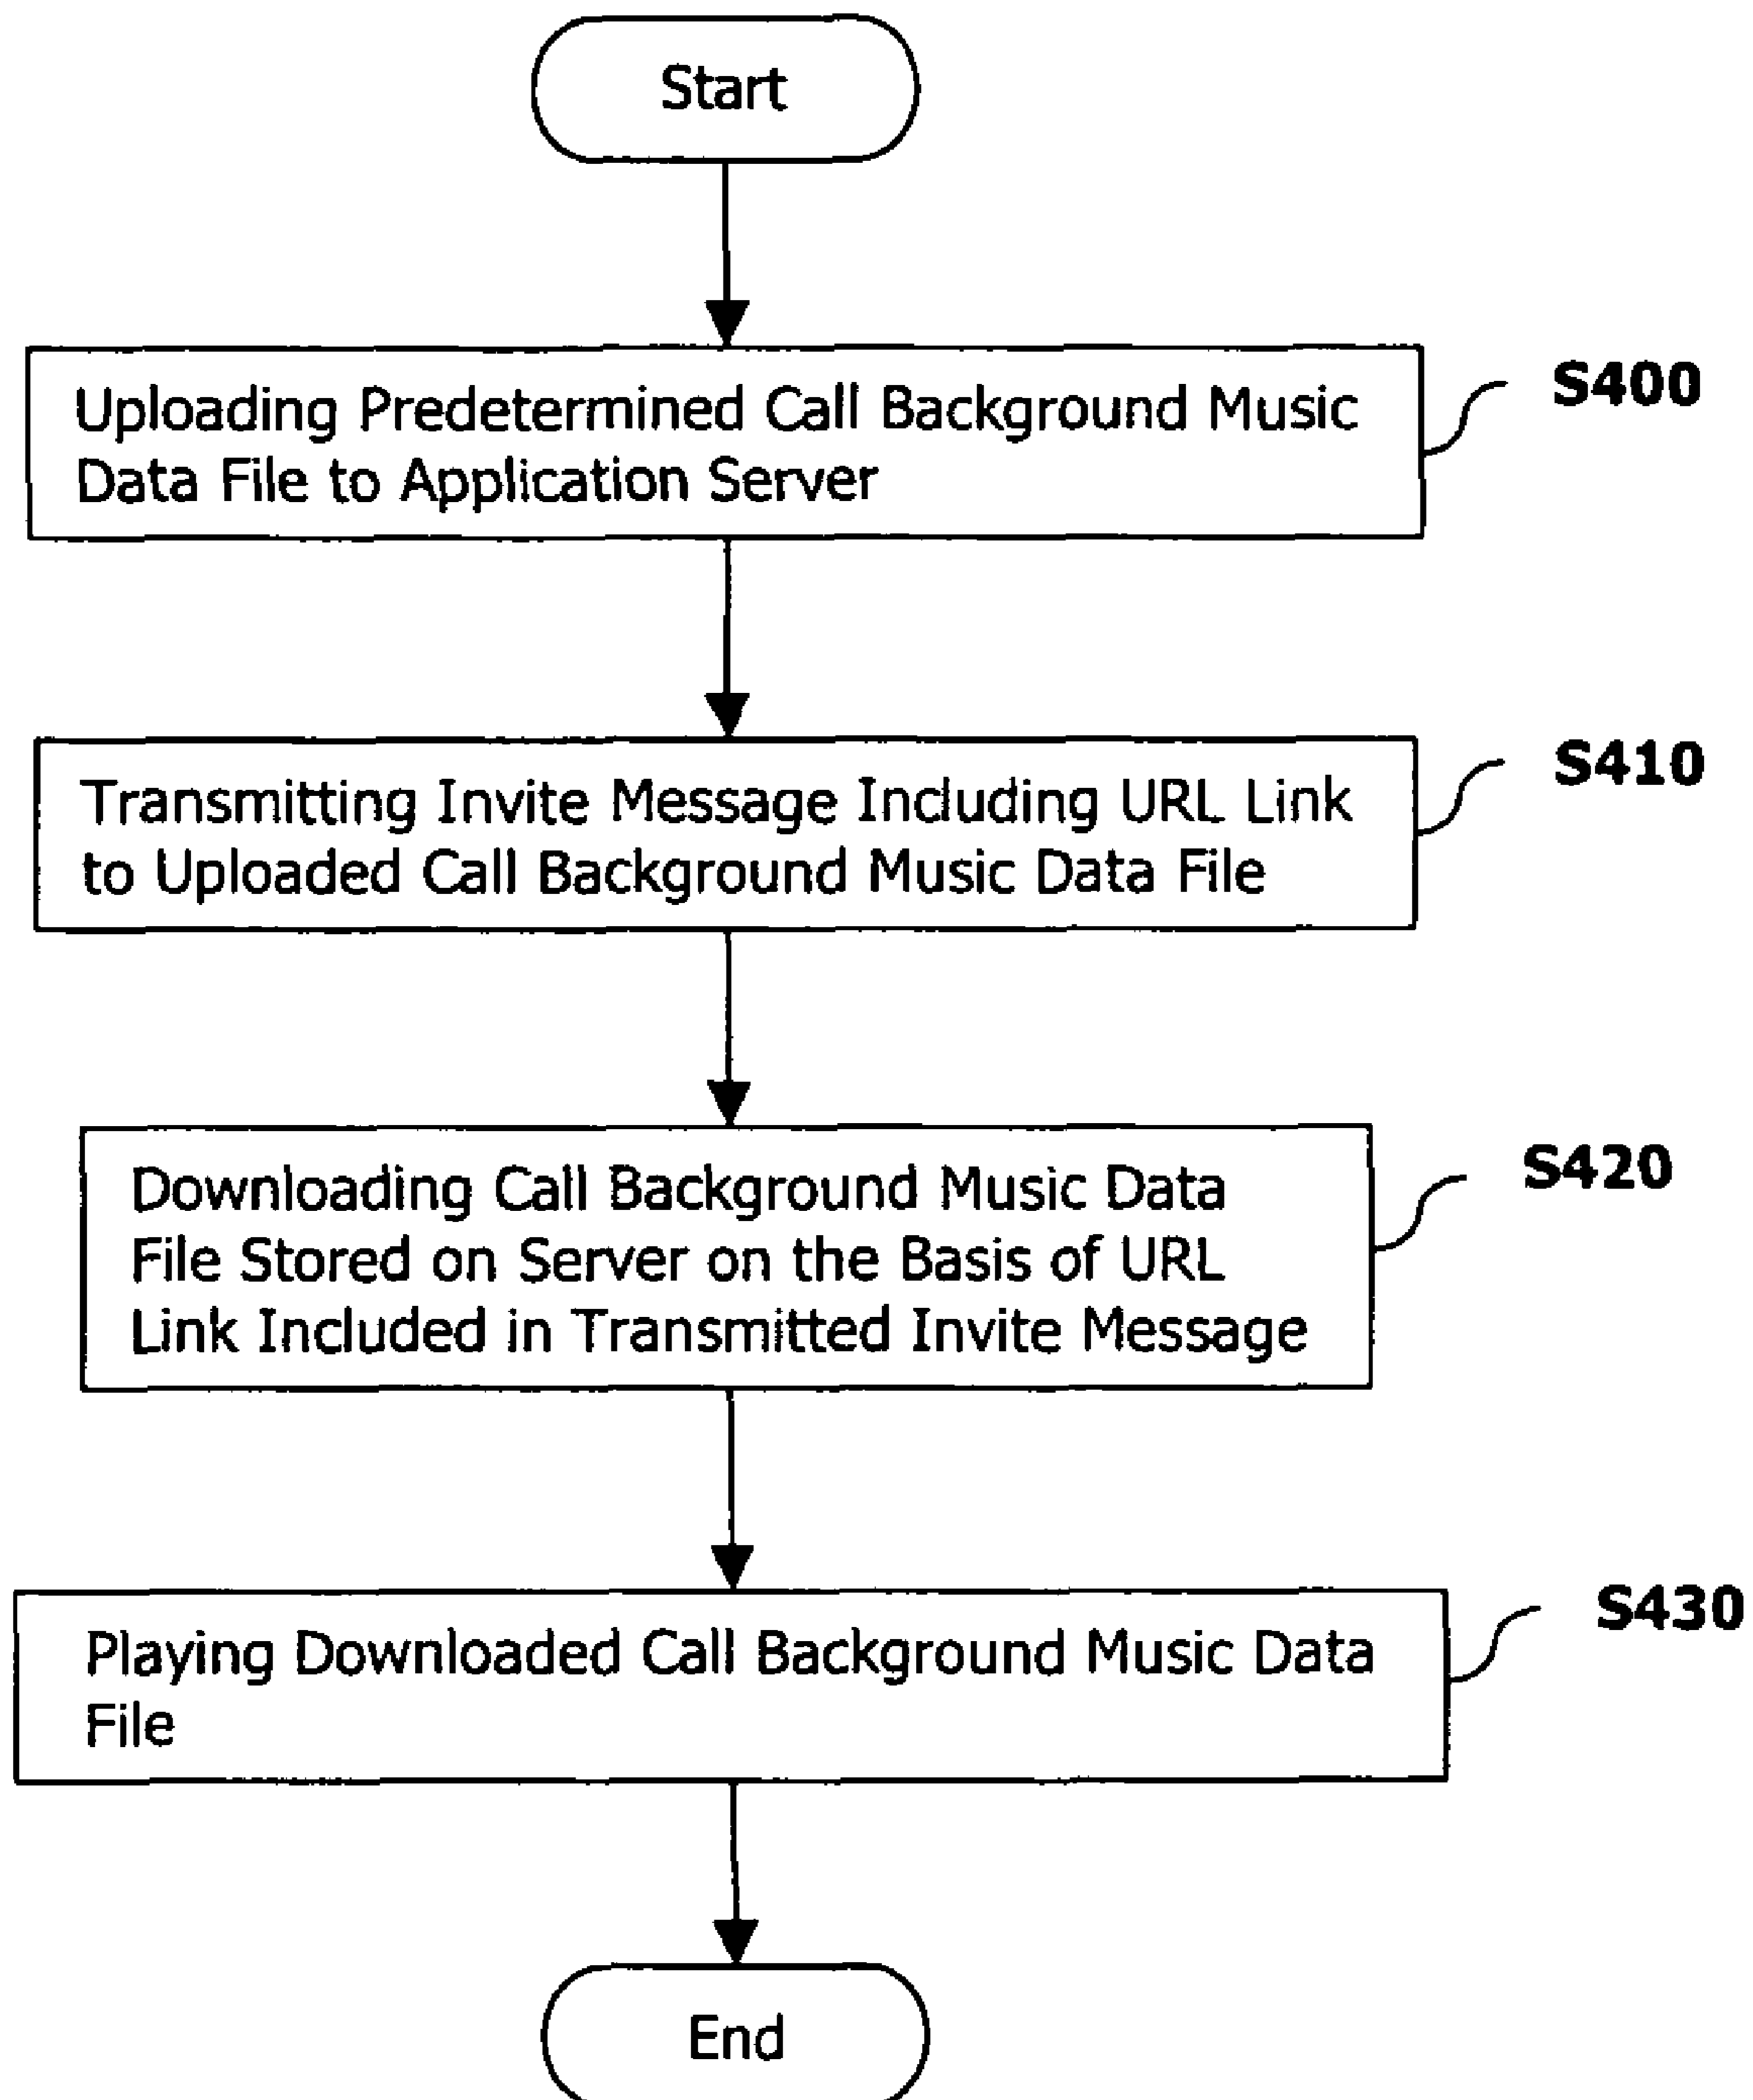 Start
Uploading Predetermined Call Background Music
Data File to Application Server
S400
Transmitting Invite Message Including URL Link
to Uploaded Call Background Music Data File
S410
Downloading Call Background Music Data
File Stored on Server on the Basis of URL
Link Included in Transmitted Invite Message
S420
Playing Downloaded Call Background Music Data
File
S430
End